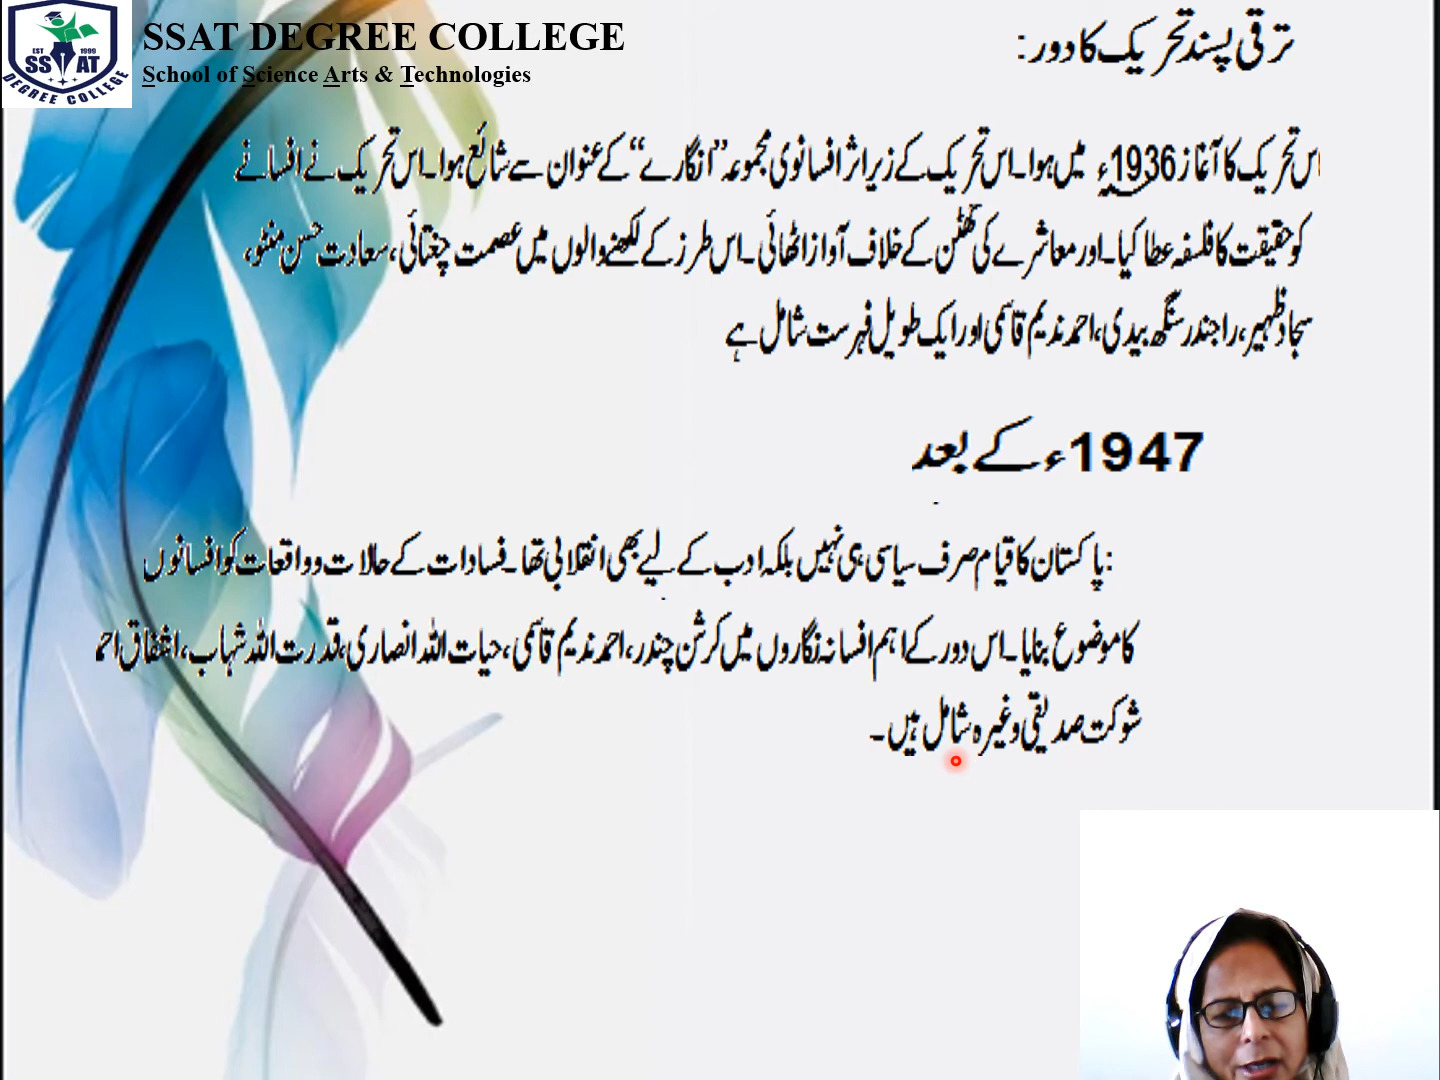 SSAT DEGREE COLLEGE
School of Science Arts & Technologies
EST 1999
SSAT
DEGREE COLLEGE
ترقی پسند تحریک کا دور:
اس تحریک کا آغاز 1936ء میں ہوا۔ اس تحریک کے زیر اثر افسانوی مجموعہ ”انگارے“ کے عنوان سے شائع ہوا۔ اس تحریک نے افسانے
کو حقیقت کا فلسفہ عطا کیا۔ اور معاشرے کی گھٹن کے خلاف آواز اٹھائی۔ اس طرز کے لکھنے والوں میں عصمت چغتائی، سعادت حسن منٹو،
سجاد ظہیر، راجندر سنگھ بیدی، احمد ندیم قاسمی اور ایک طویل فہرست شامل ہے
1947ء کے بعد
:پاکستان کا قیام صرف سیاسی ہی نہیں بلکہ ادب کے لیے بھی انقلابی تھا۔ فسادات کے حالات و واقعات کو افسانوں
کا موضوع بنایا۔ اس دور کے اہم افسانہ نگاروں میں کرشن چندر، احمد ندیم قاسمی، حیات اللہ انصاری، قدرت اللہ شہاب، اشفاق احمد
شوکت صدیقی وغیرہ شامل ہیں۔